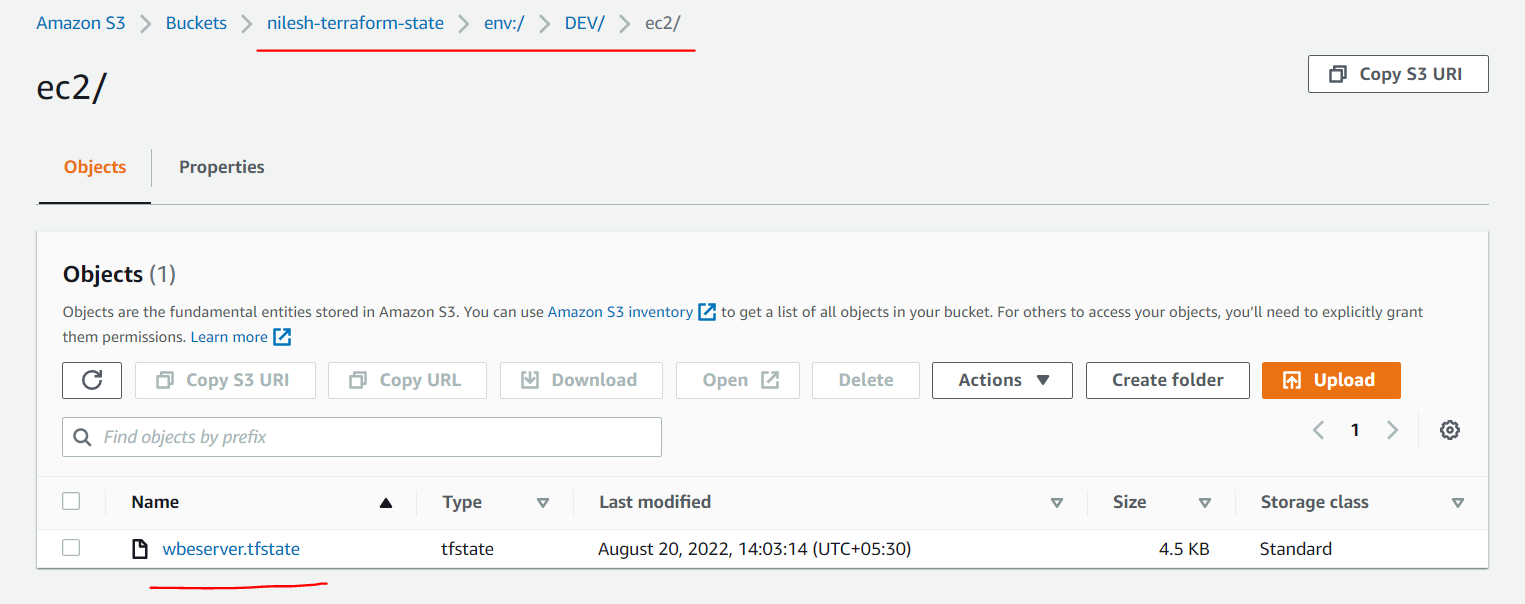 Amazon S3 > Buckets > nilesh-terraform-state > env:/ > DEV/ > ec2/
ec2/
Copy S3 URI
Objects
Properties
Objects (1)
Objects are the fundamental entities stored in Amazon S3. You can use Amazon S3 inventory to get a list of all objects in your bucket. For others to access your objects, you'll need to explicitly grant
them permissions. Learn more
Copy S3 URI Copy URL Download Open Delete Actions Create folder Upload
Find objects by prefix
1
Name Type Last modified Size Storage class
wbeserver.tfstate tfstate August 20, 2022, 14:03:14 (UTC+05:30) 4.5 KB Standard